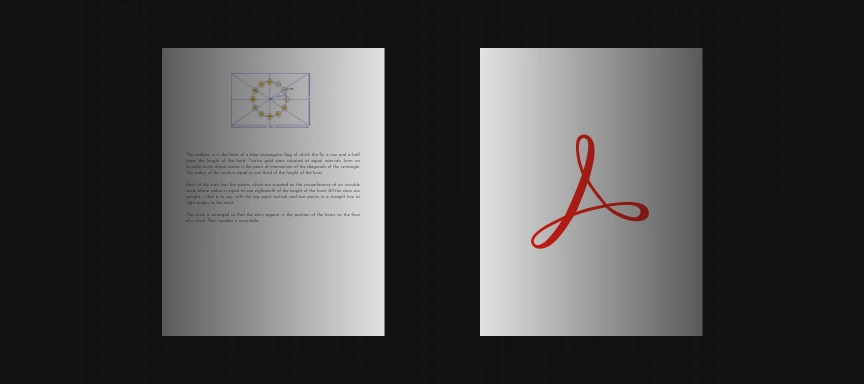 The emblem is in the form of a blue rectangular flag of which the fly is one and a half
times the length of the hoist. Twelve gold stars situated at equal intervals form an
invisible circle whose centre is the point of intersection of the diagonals of the rectangle.
The radius of the circle is equal to one third of the height of the hoist.
Each of the stars has five points, which are situated on the circumference of an invisible
circle whose radius is equal to one eighteenth of the height of the hoist. All the stars are
upright - that is to say, with the top point vertical and two points in a straight line at
right angles to the mast.
The circle is arranged so that the stars appear in the position of the hours on the face
of a clock. Their number is invariable.